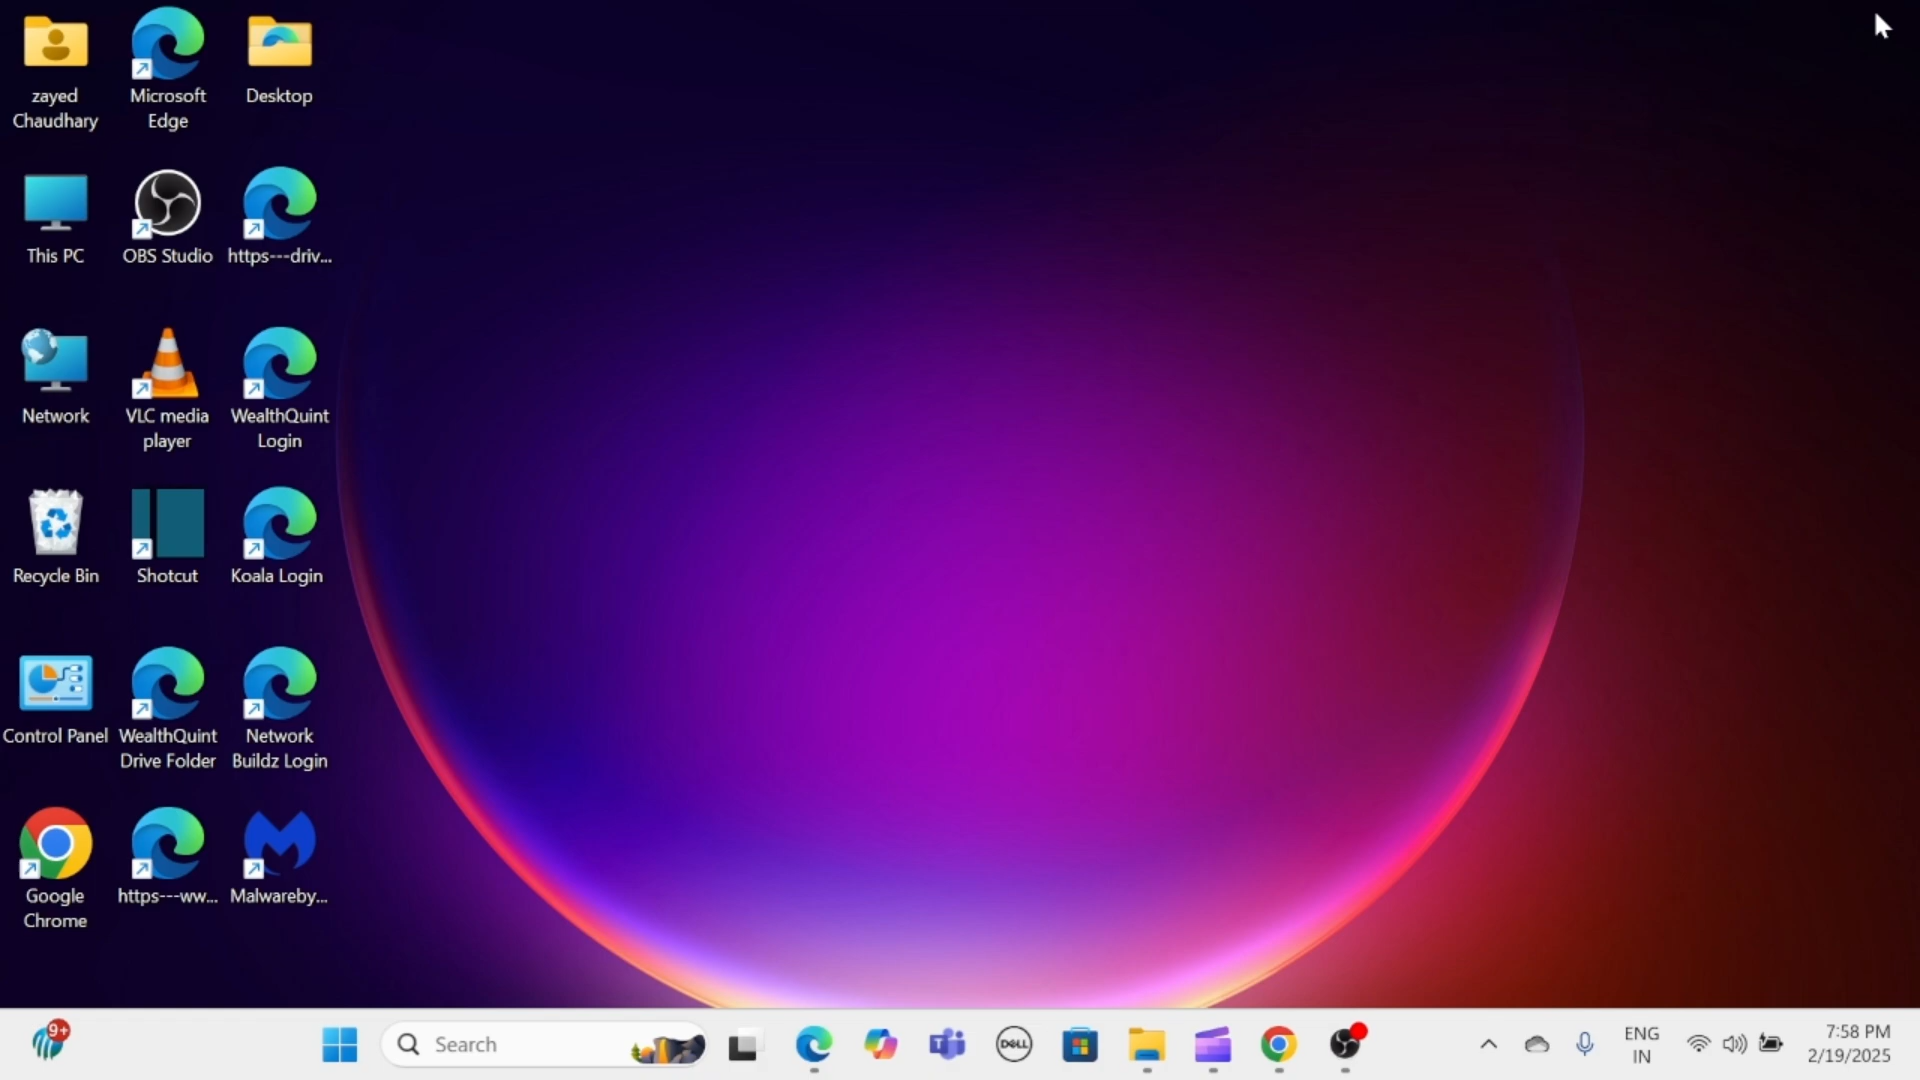 zayed
Chaudhary
Microsoft
Edge
Desktop
This PC
OBS Studio
https---driv...
Network
VLC media
player
WealthQuint
Login
Recycle Bin
Shotcut
Koala Login
Control Panel
WealthQuint
Drive Folder
Network
Buildz Login
Google
Chrome
https---ww...
Malwareby...
9+
Search
T
DELL
ENG
IN
7:58 PM
2/19/2025